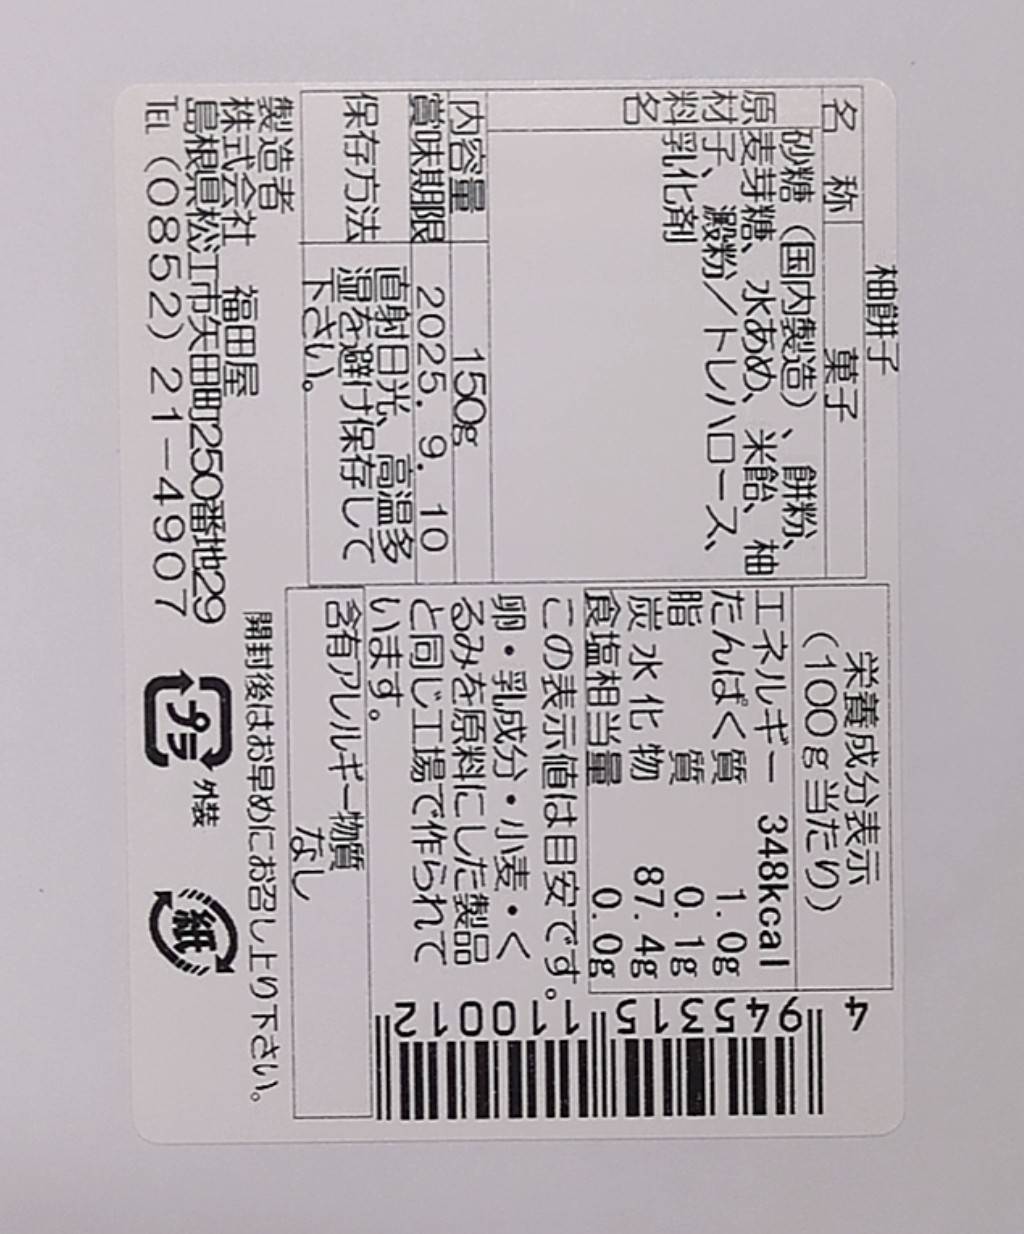 柚餅子
名 称 菓子
原材料名
砂糖（国内製造）、餅粉、
麦芽糖、水あめ、米飴、柚
子、澱粉／トレハロース、
乳化剤
内容量 150g
賞味期限 2025. 9. 10
保存方法
直射日光、高温多
湿を避け保存して
下さい。
製造者
株式会社 福田屋
島根県松江市矢田町250番地29
℡ (0852) 21-4907
栄養成分表示
(100g当たり)
エネルギー 348kcal
たんぱく質 1.0g
脂 質 0.1g
炭水化物 87.4g
食塩相当量 0.0g
この表示値は目安です。
卵・乳成分・小麦・く
るみを原料にした製品
と同じ工場で作られて
います。
含有アレルギー物質
なし
開封後はお早めにお召し上り下さい。
プラ 外装
紙
4 945315 110012